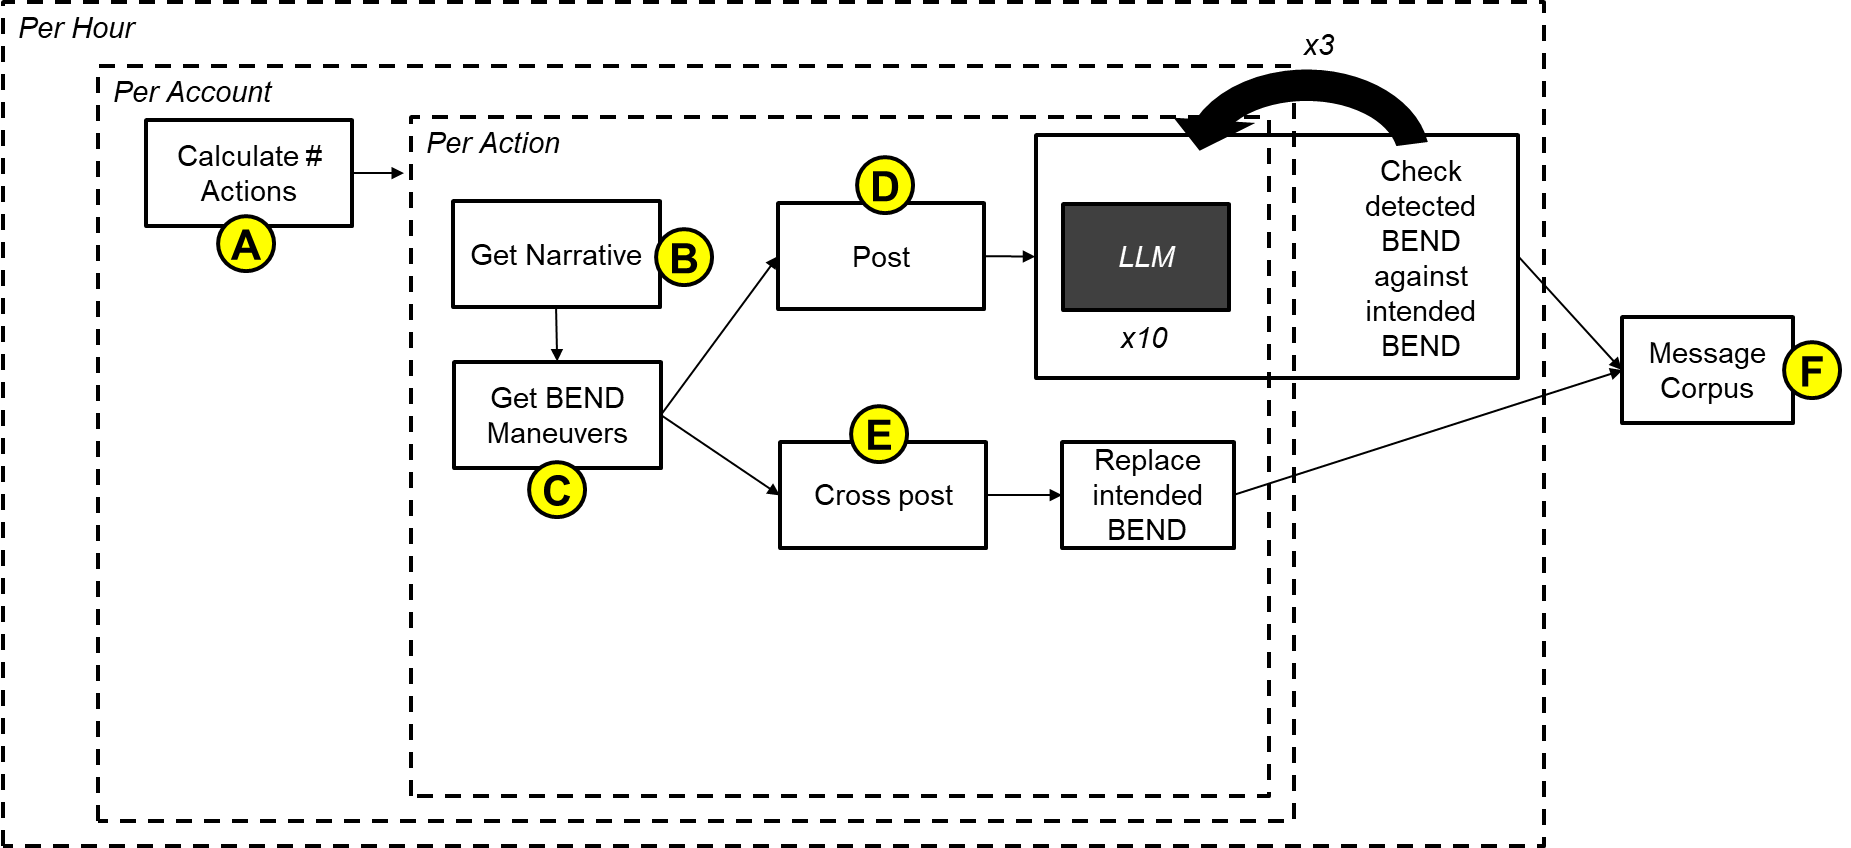 Per Hour
x3
Per Account
Per Action
Calculate #
Actions
A
Get Narrative
B
Get BEND
Maneuvers
C
D
Post
LLM
x10
Check
detected
BEND
against
intended
BEND
E
Cross post
Replace
intended
BEND
Message
Corpus
F